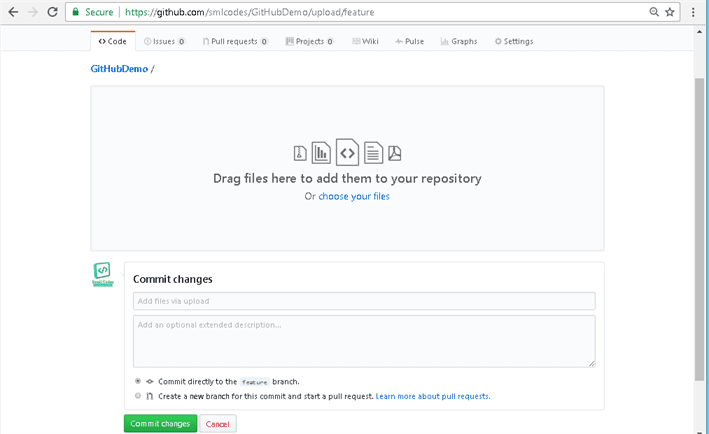 Secure https://github.com/smlcodes/GitHubDemo/upload/feature
Code Issues 0 Pull requests 0 Projects 0 Wiki Pulse Graphs Settings
GitHubDemo /
Drag files here to add them to your repository
Or choose your files
Commit changes
Add files via upload
Add an optional extended description...
Commit directly to the feature branch.
Create a new branch for this commit and start a pull request. Learn more about pull requests.
Commit changes Cancel